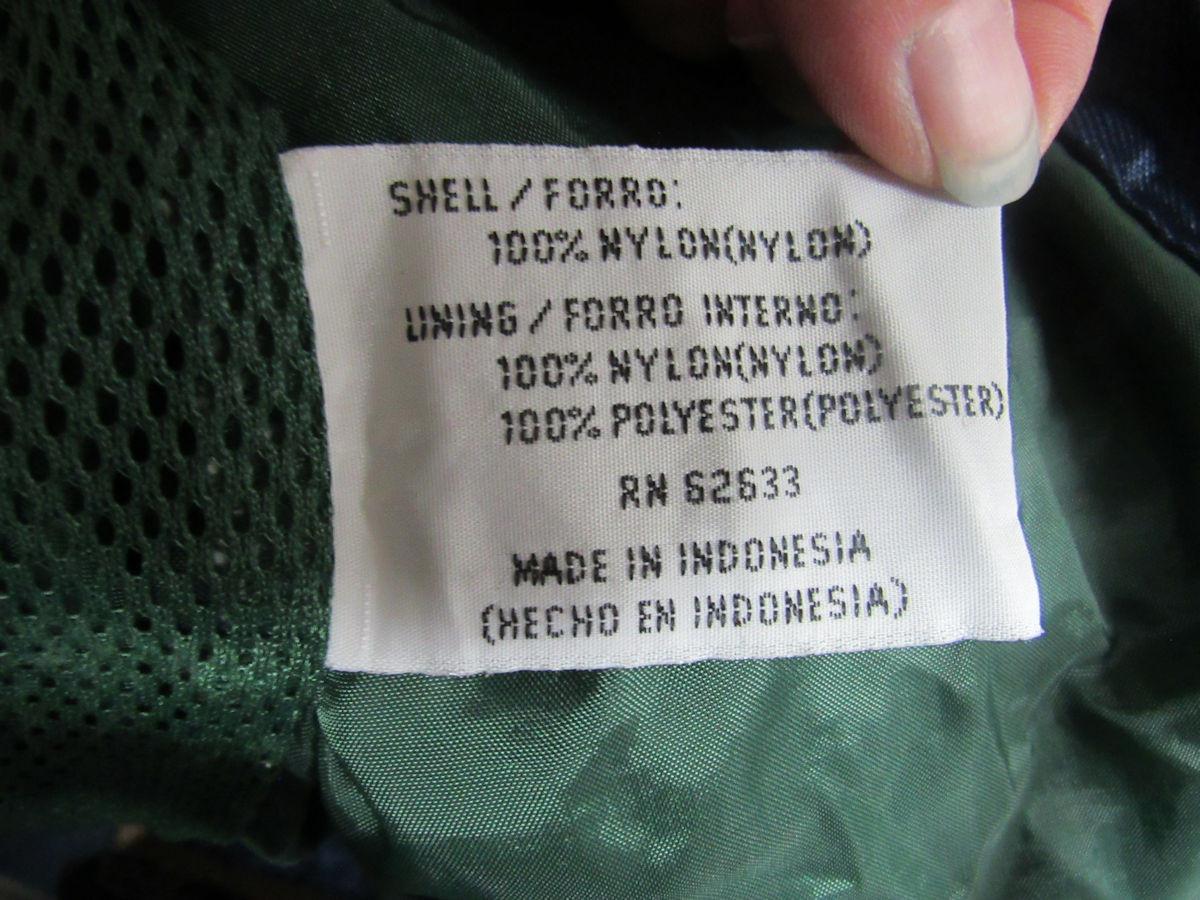 SHELL / FORRO:
100% NYLON(NYLON)
LINING / FORRO INTERNO:
100% NYLON(NYLON)
100% POLYESTER(POLYESTER)
RN 62633
MADE IN INDONESIA
(HECHO EN INDONESIA)